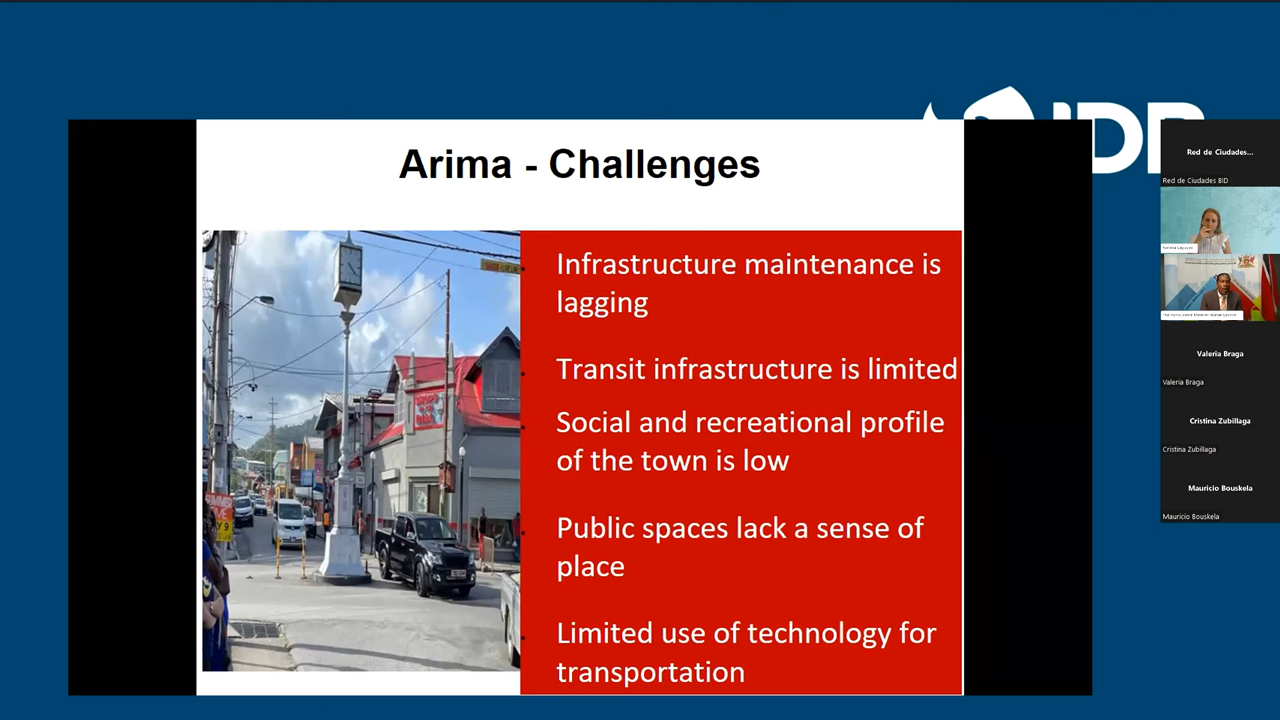 IDB
Arima - Challenges
Infrastructure maintenance is
lagging
Transit infrastructure is limited
Social and recreational profile
of the town is low
Public spaces lack a sense of
place
Limited use of technology for
transportation
Red de Ciudades...
Red de Ciudades BID
Valeria Braga
Valeria Braga
Cristina Zubillaga
Cristina Zubillaga
Mauricio Bouskela
Mauricio Bouskela